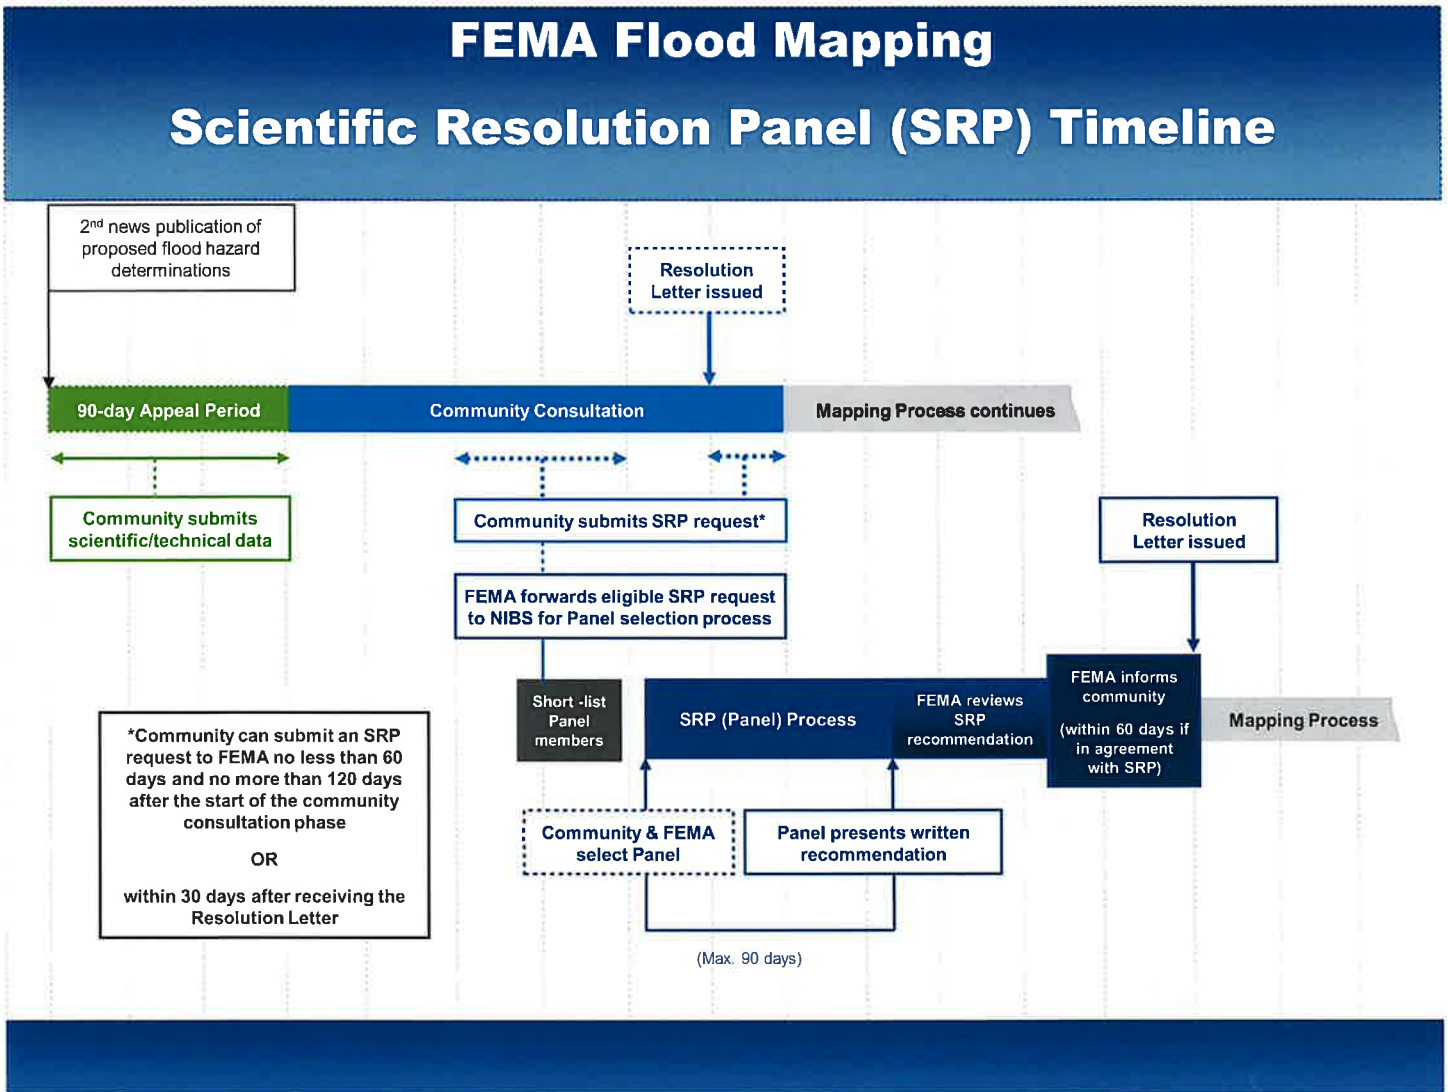 FEMA Flood Mapping
Scientific Resolution Panel (SRP) Timeline
2nd news publication of
proposed flood hazard
determinations
Resolution
Letter issued
90-day Appeal Period
Community Consultation
Mapping Process continues
Community submits
scientific/technical data
Community submits SRP request*
Resolution
Letter issued
FEMA forwards eligible SRP request
to NIBS for Panel selection process
Short -list
Panel
members
SRP (Panel) Process
FEMA reviews
SRP
recommendation
FEMA informs
community
(within 60 days if
in agreement
with SRP)
Mapping Process
*Community can submit an SRP
request to FEMA no less than 60
days and no more than 120 days
after the start of the community
consultation phase
OR
within 30 days after receiving the
Resolution Letter
Community & FEMA
select Panel
Panel presents written
recommendation
(Max. 90 days)